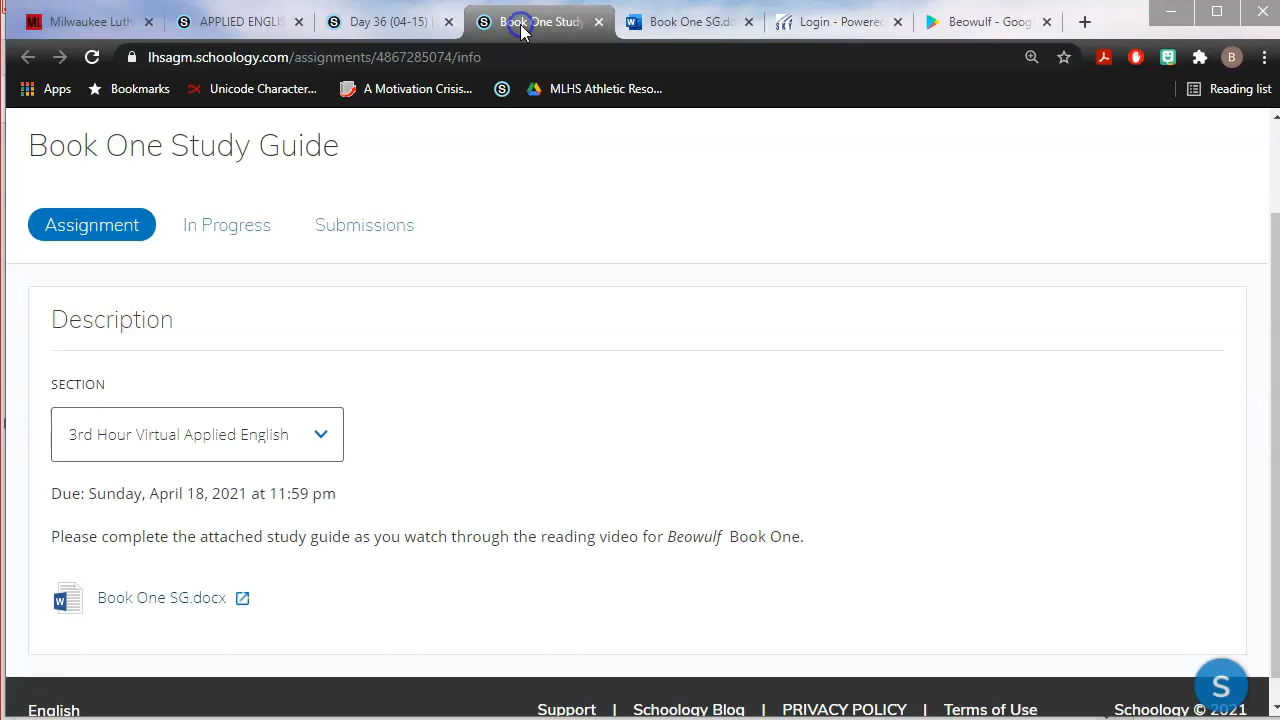 Milwaukee Luth
APPLIED ENGLIS
Day 36 (04-15) |
Book One Study
Book One SG.d
Login - Powere
Beowulf - Goog
lhsagm.schoology.com/assignments/4867285074/info
B
Apps
Bookmarks
Unicode Character...
A Motivation Crisis...
MLHS Athletic Reso...
Reading list
Book One Study Guide
Assignment
In Progress
Submissions
Description
SECTION
3rd Hour Virtual Applied English
Due: Sunday, April 18, 2021 at 11:59 pm
Please complete the attached study guide as you watch through the reading video for Beowulf Book One.
Book One SG.docx
S
English
Support | Schoology Blog | PRIVACY POLICY | Terms of Use
Schoology © 2021